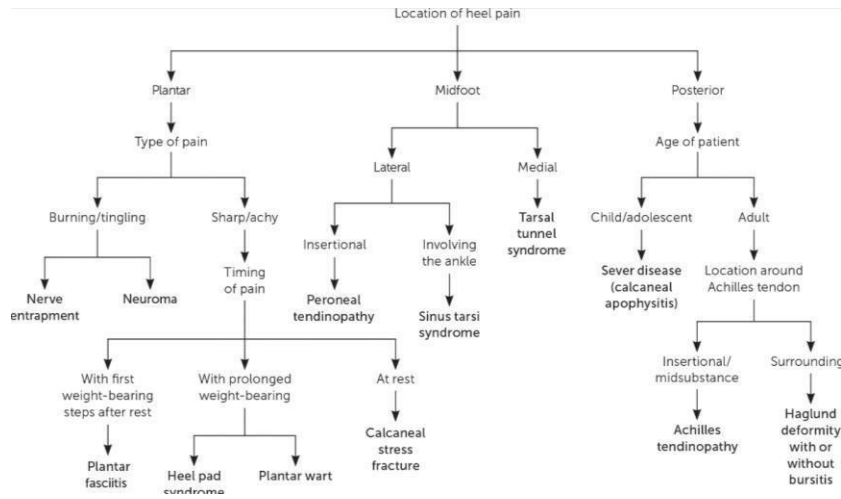 Location of heel pain
Plantar
Midfoot
Posterior
Type of pain
Age of patient
Lateral
Medial
Burning/tingling
Sharp/achy
Child/adolescent
Adult
Insertional
Involving
the ankle
Tarsal
tunnel
syndrome
Timing
of pain
Sever disease
(calcaneal
apophysitis)
Location around
Achilles tendon
Nerve
entrapment
Neuroma
Peroneal
tendinopathy
Sinus tarsi
syndrome
With first
weight-bearing
steps after rest
With prolonged
weight-bearing
At rest
Insertional/
midsubstance
Surrounding
Plantar
fasciitis
Heel pad
syndrome
Plantar wart
Calcaneal
stress
fracture
Achilles
tendinopathy
Haglund
deformity
with or
without
bursitis